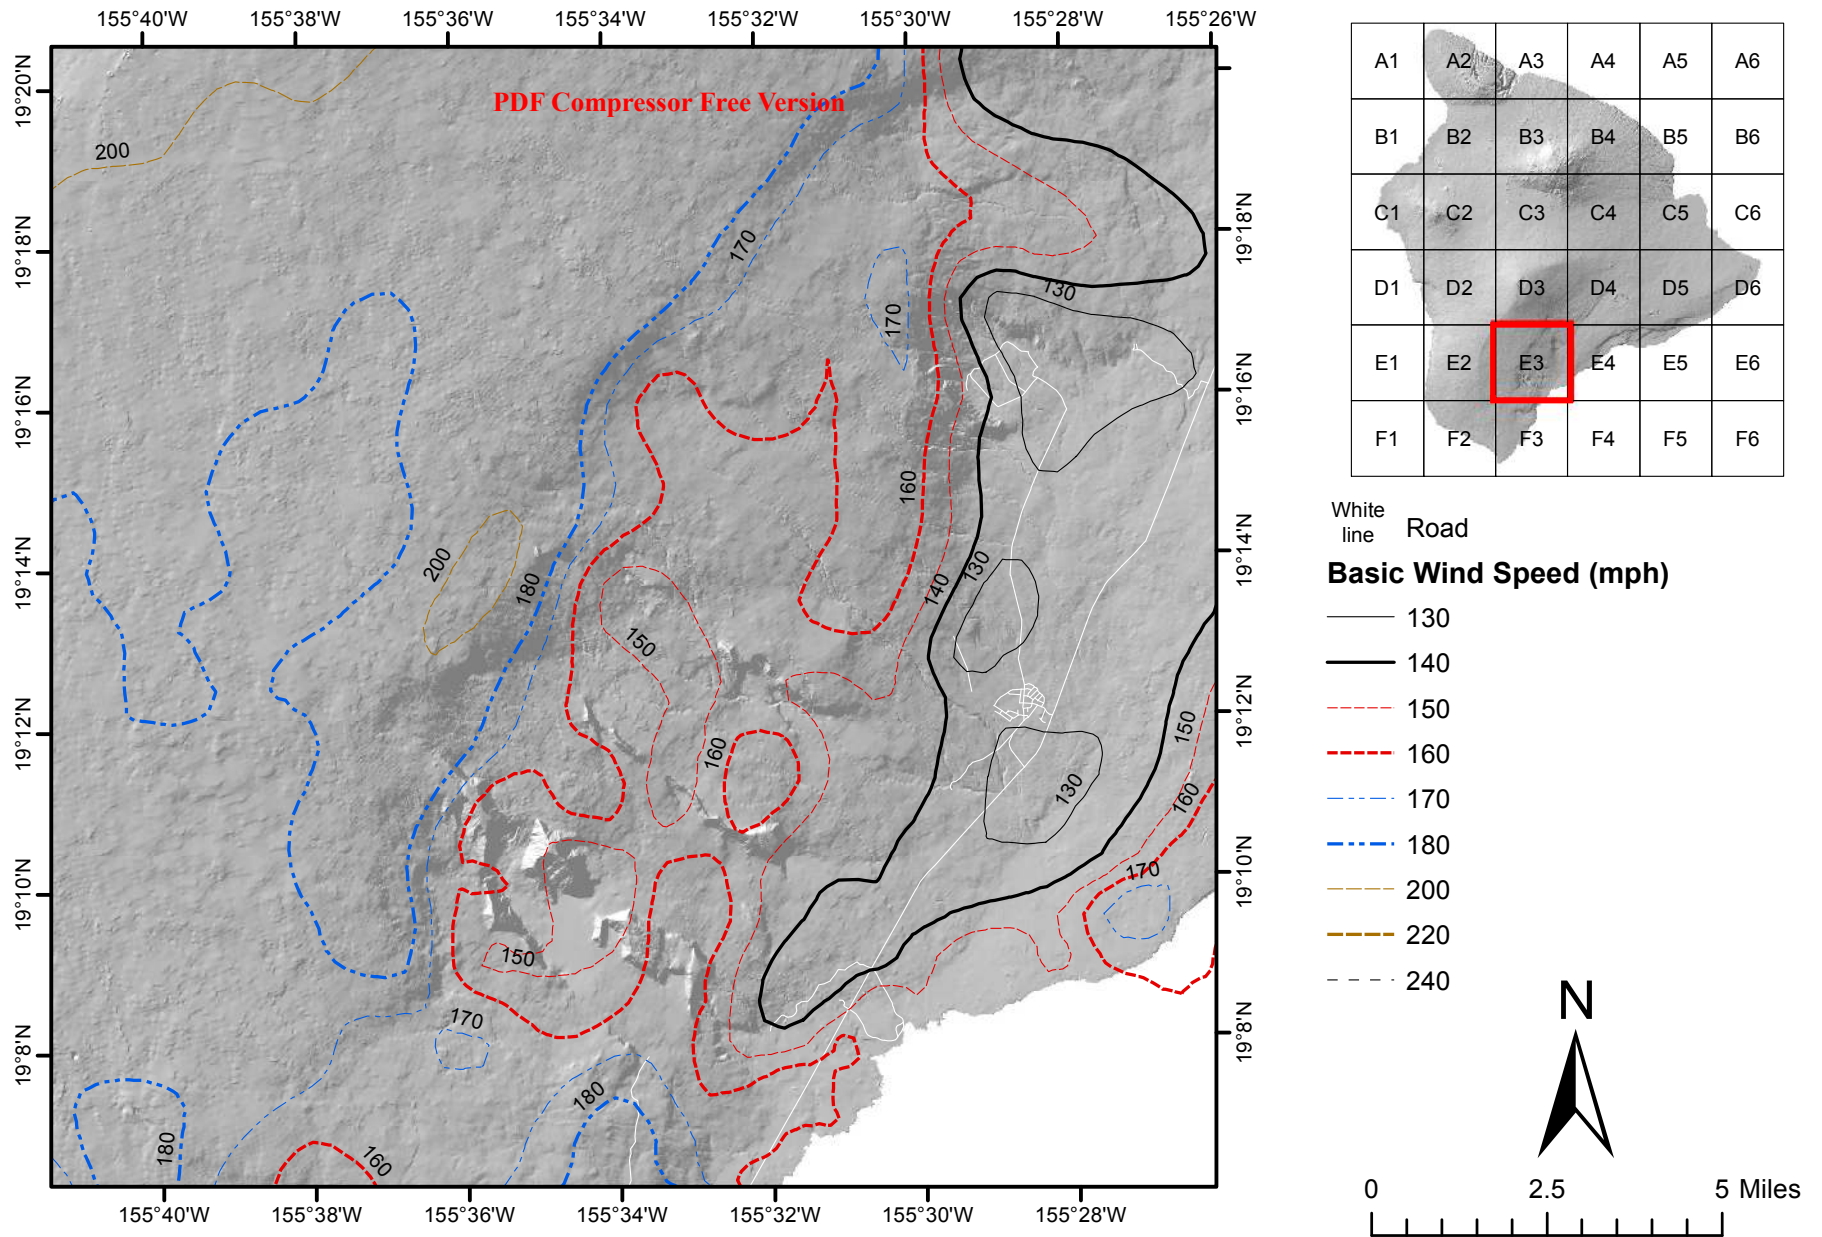 155°40'W 155°38'W 155°36'W 155°34'W 155°32'W 155°30'W 155°28'W 155°26'W
19°20'N
19°18'N
19°16'N
19°14'N
19°12'N
19°10'N
19°8'N
PDF Compressor Free Version
200
170
170
130
160
200
180
140
130
150
160
150
130
160
170
150
170
180
180
160
19°18'N
19°16'N
19°14'N
19°12'N
19°10'N
19°8'N
155°40'W 155°38'W 155°36'W 155°34'W 155°32'W 155°30'W 155°28'W
A1 A2 A3 A4 A5 A6
B1 B2 B3 B4 B5 B6
C1 C2 C3 C4 C5 C6
D1 D2 D3 D4 D5 D6
E1 E2 E3 E4 E5 E6
F1 F2 F3 F4 F5 F6
White
line Road
Basic Wind Speed (mph)
130
140
150
160
170
180
200
220
240
N
0 2.5 5 Miles